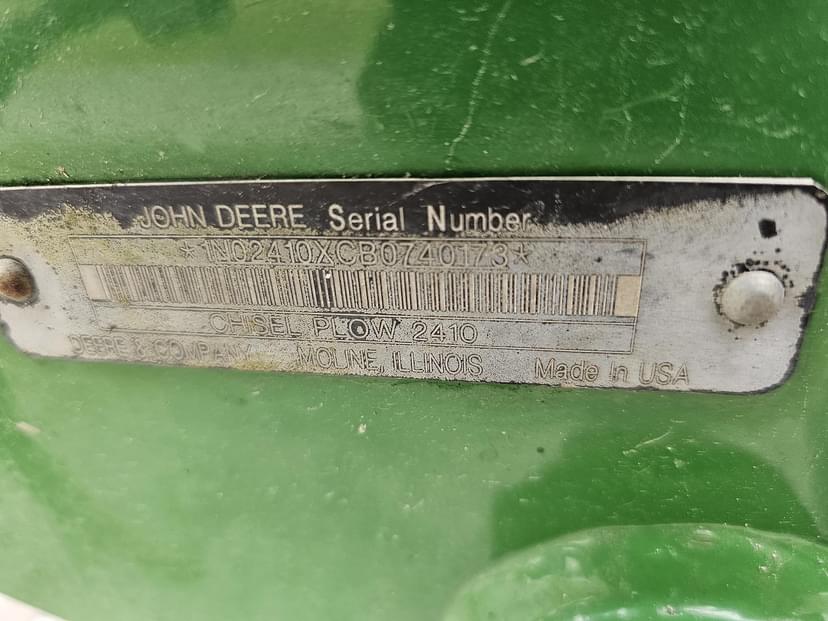 JOHN DEERE Serial Number
*1N02410XCB0740173*
CHISEL PLOW 2410
DEERE & COMPANY MOLINE, ILLINOIS Made In USA